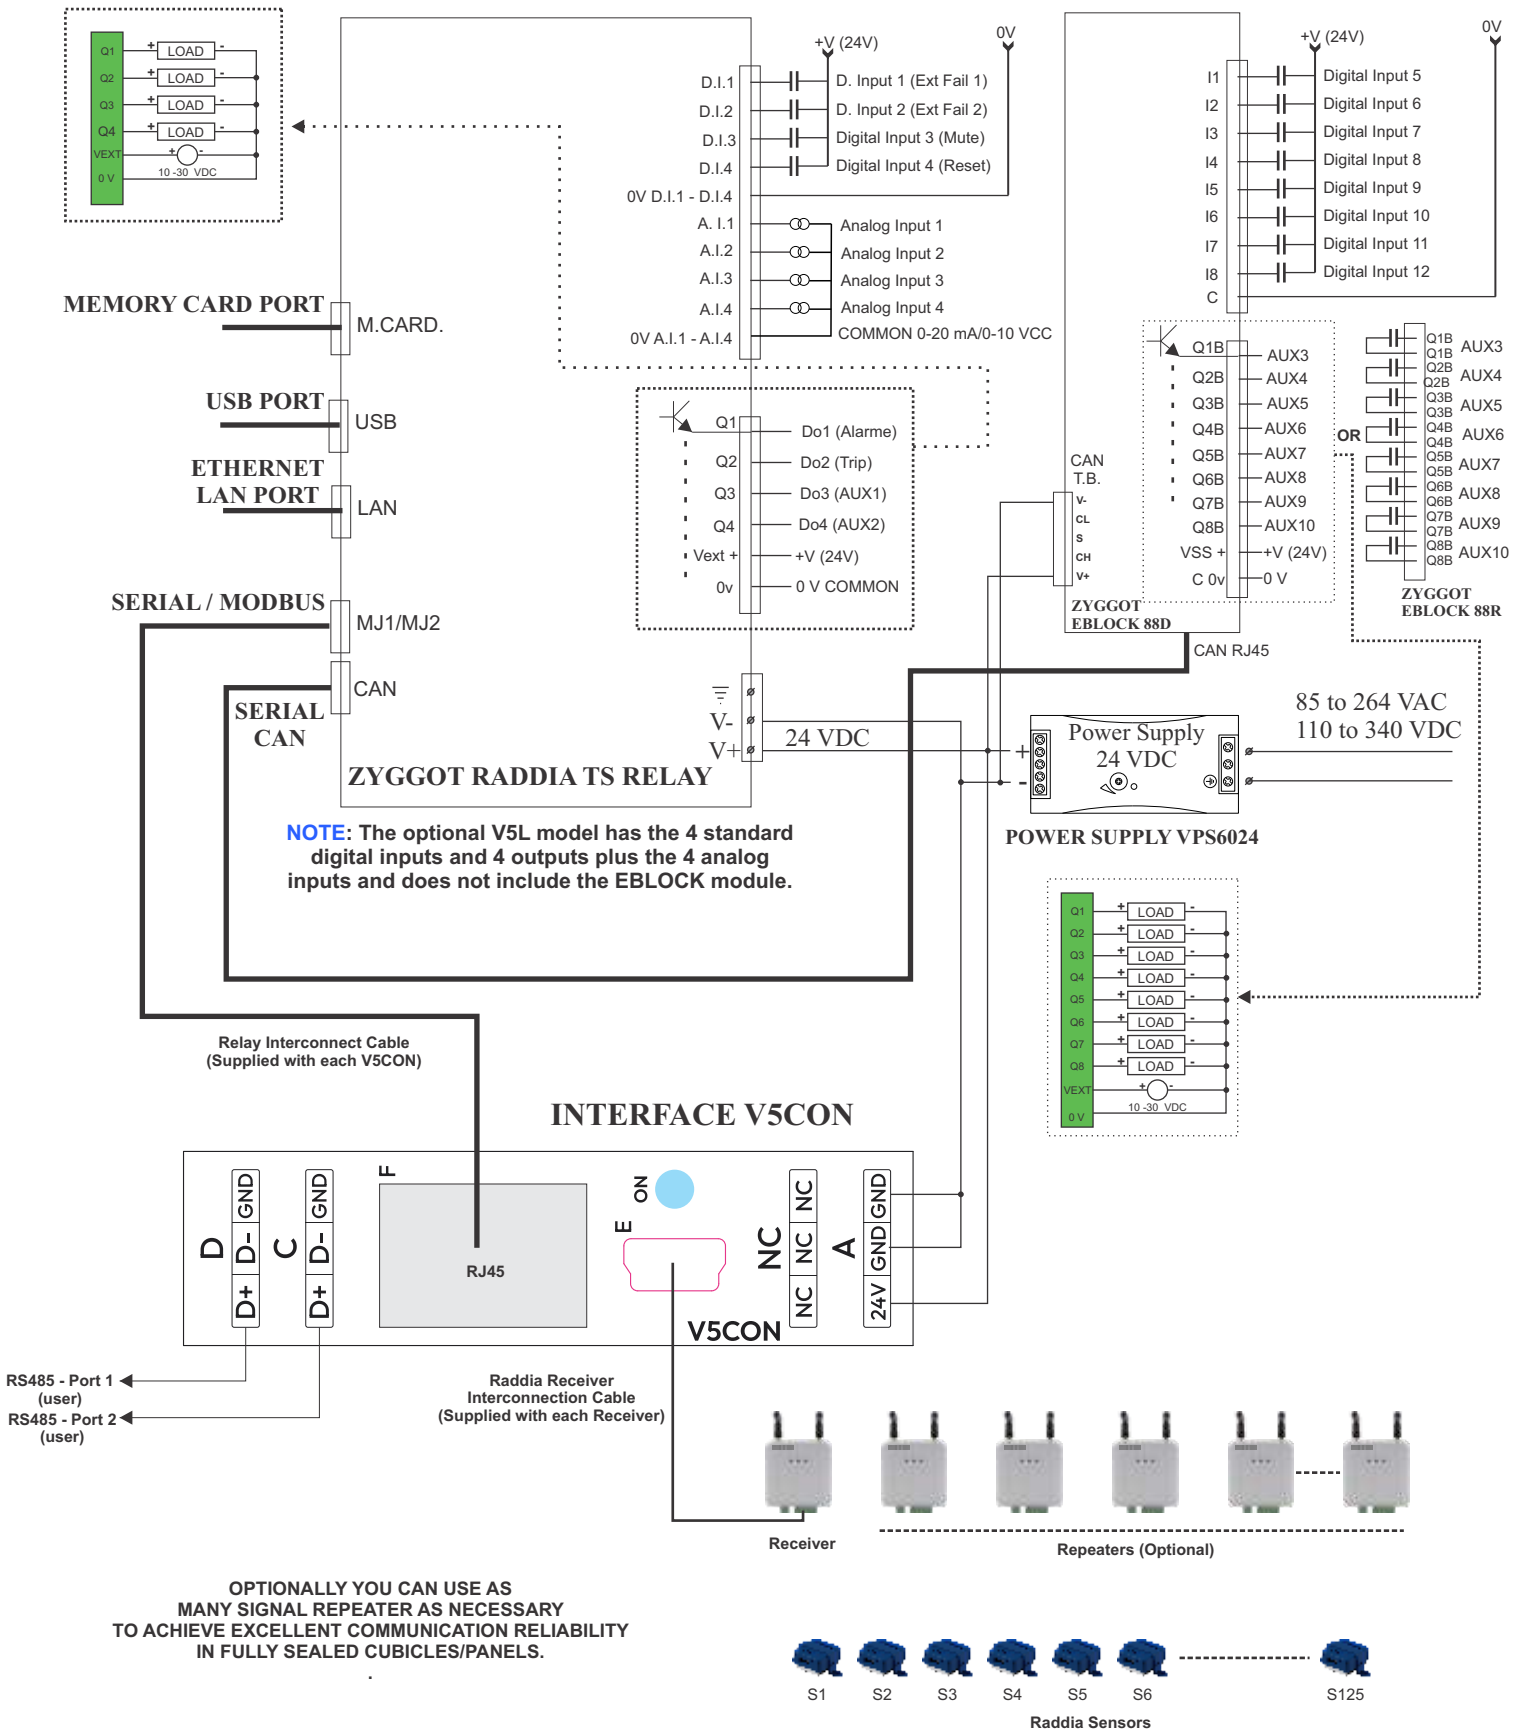 Q1 + LOAD -
Q2 + LOAD -
Q3 + LOAD -
Q4 + LOAD -
VEXT + -
10 -30 VDC
0 V
+V (24V)
0V
D.I.1 D. Input 1 (Ext Fail 1)
D.I.2 D. Input 2 (Ext Fail 2)
D.I.3 Digital Input 3 (Mute)
D.I.4 Digital Input 4 (Reset)
0V D.I.1 - D.I.4
A. I.1 Analog Input 1
A.I.2 Analog Input 2
A.I.3 Analog Input 3
A.I.4 Analog Input 4
0V A.I.1 - A.I.4 COMMON 0-20 mA/0-10 VCC
+V (24V)
0V
I1 Digital Input 5
I2 Digital Input 6
I3 Digital Input 7
I4 Digital Input 8
I5 Digital Input 9
I6 Digital Input 10
I7 Digital Input 11
I8 Digital Input 12
C
MEMORY CARD PORT
M.CARD.
USB PORT
USB
ETHERNET
LAN PORT
LAN
SERIAL / MODBUS
MJ1/MJ2
CAN
SERIAL
CAN
Q1 Do1 (Alarme)
Q2 Do2 (Trip)
Q3 Do3 (AUX1)
Q4 Do4 (AUX2)
Vext + +V (24V)
0v 0 V COMMON
Q1B AUX3
Q2B AUX4
Q3B AUX5
Q4B AUX6
Q5B AUX7
Q6B AUX8
Q7B AUX9
Q8B AUX10
VSS + +V (24V)
C 0v 0 V
OR
Q1B
Q1B AUX3
Q2B
Q2B AUX4
Q3B
Q3B AUX5
Q4B
Q4B AUX6
Q5B
Q5B AUX7
Q6B
Q6B AUX8
Q7B
Q7B AUX9
Q8B
Q8B AUX10
ZYGGOT
EBLOCK 88R
CAN
T.B.
V-
CL
S
CH
V+
ZYGGOT
EBLOCK 88D
CAN RJ45
V-
V+
24 VDC
ZYGGOT RADDIA TS RELAY
85 to 264 VAC
110 to 340 VDC
Power Supply
24 VDC
+
-
POWER SUPPLY VPS6024
NOTE: The optional V5L model has the 4 standard
digital inputs and 4 outputs plus the 4 analog
inputs and does not include the EBLOCK module.
Q1 + LOAD -
Q2 + LOAD -
Q3 + LOAD -
Q4 + LOAD -
Q5 + LOAD -
Q6 + LOAD -
Q7 + LOAD -
Q8 + LOAD -
VEXT + -
10 -30 VDC
0 V
Relay Interconnect Cable
(Supplied with each V5CON)
INTERFACE V5CON
D
D+ D- GND
C
D+ D- GND
F
RJ45
ON
E
V5CON
NC
NC NC NC
A
24V GND GND
RS485 - Port 1
(user)
RS485 - Port 2
(user)
Raddia Receiver
Interconnection Cable
(Supplied with each Receiver)
Receiver
Repeaters (Optional)
OPTIONALLY YOU CAN USE AS
MANY SIGNAL REPEATER AS NECESSARY
TO ACHIEVE EXCELLENT COMMUNICATION RELIABILITY
IN FULLY SEALED CUBICLES/PANELS.
.
S1 S2 S3 S4 S5 S6 S125
Raddia Sensors